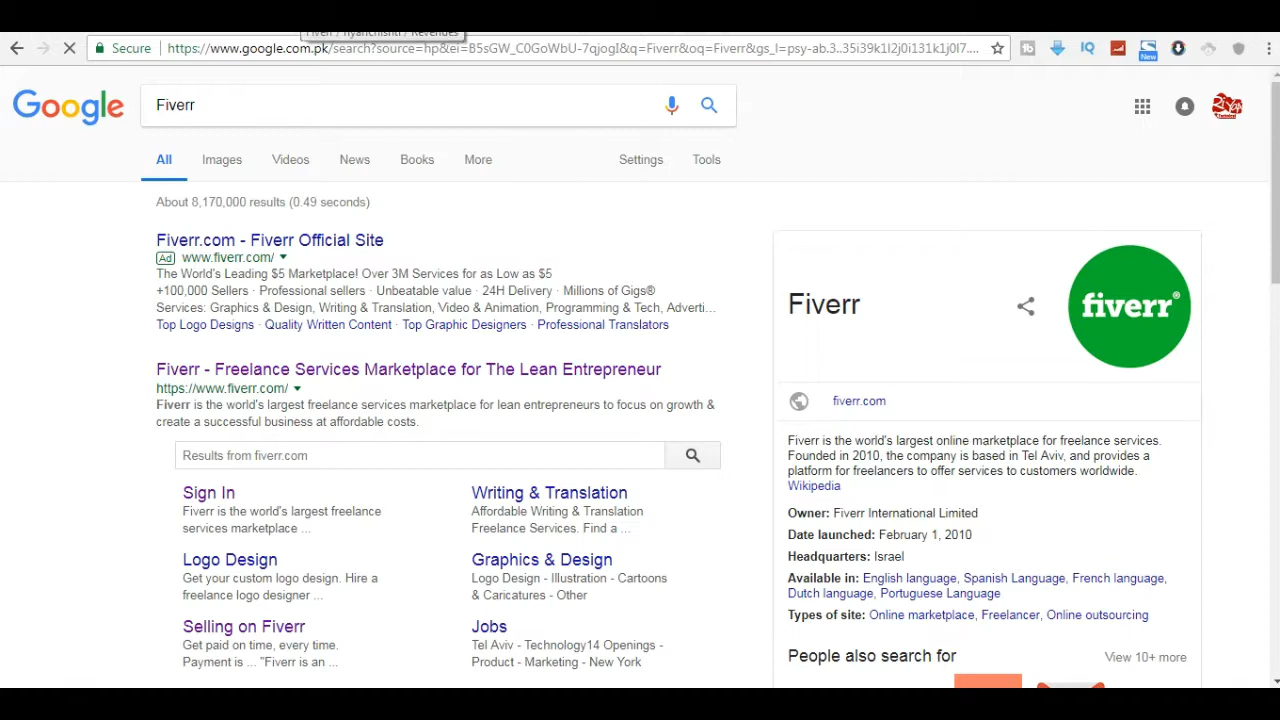 Fiverr / riyanchishti / Revenues
Secure
https://www.google.com.pk/search?source=hp&ei=B5sGW_C0GoWbU-7qjogI&q=Fiverr&oq=Fiverr&gs_l=psy-ab.3..35i39k1l2j0i131k1j0l7....
New
Google
Fiverr
All Images Videos News Books More Settings Tools
About 8,170,000 results (0.49 seconds)
Fiverr.com - Fiverr Official Site
Ad www.fiverr.com/
The World's Leading $5 Marketplace! Over 3M Services for as Low as $5
+100,000 Sellers · Professional sellers · Unbeatable value · 24H Delivery · Millions of Gigs®
Services: Graphics & Design, Writing & Translation, Video & Animation, Programming & Tech, Adverti...
Top Logo Designs · Quality Written Content · Top Graphic Designers · Professional Translators
Fiverr - Freelance Services Marketplace for The Lean Entrepreneur
https://www.fiverr.com/
Fiverr is the world's largest freelance services marketplace for lean entrepreneurs to focus on growth &
create a successful business at affordable costs.
Results from fiverr.com
Sign In
Fiverr is the world's largest freelance
services marketplace ...
Writing & Translation
Affordable Writing & Translation
Freelance Services. Find a ...
Logo Design
Get your custom logo design. Hire a
freelance logo designer ...
Graphics & Design
Logo Design - Illustration - Cartoons
& Caricatures - Other
Selling on Fiverr
Get paid on time, every time.
Payment is ... "Fiverr is an ...
Jobs
Tel Aviv - Technology14 Openings -
Product - Marketing - New York
Fiverr
fiverr®
fiverr.com
Fiverr is the world's largest online marketplace for freelance services.
Founded in 2010, the company is based in Tel Aviv, and provides a
platform for freelancers to offer services to customers worldwide.
Wikipedia
Owner: Fiverr International Limited
Date launched: February 1, 2010
Headquarters: Israel
Available in: English language, Spanish Language, French language,
Dutch language, Portuguese Language
Types of site: Online marketplace, Freelancer, Online outsourcing
People also search for
View 10+ more